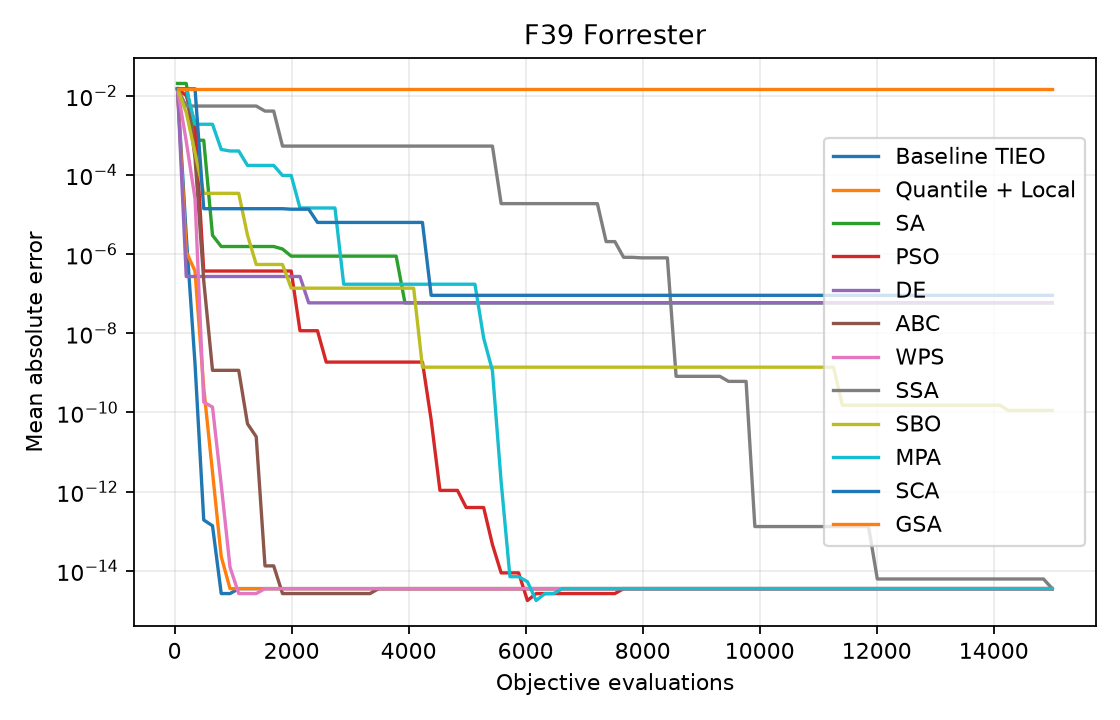 F39 Forrester
Mean absolute error
10⁻²
10⁻⁴
10⁻⁶
10⁻⁸
10⁻¹⁰
10⁻¹²
10⁻¹⁴
Baseline TIEO
Quantile + Local
SA
PSO
DE
ABC
WPS
SSA
SBO
MPA
SCA
GSA
0 2000 4000 6000 8000 10000 12000 14000
Objective evaluations